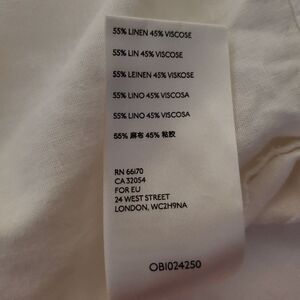 55% LINEN 45% VISCOSE
55% LIN 45% VISCOSE
55% LEINEN 45% VISKOSE
55% LINO 45% VISCOSA
55% LINO 45% VISCOSA
55% 麻布 45% 粘胶
RN 66170
CA 32054
FOR EU
24 WEST STREET
LONDON, WC2H9NA
OBI024250